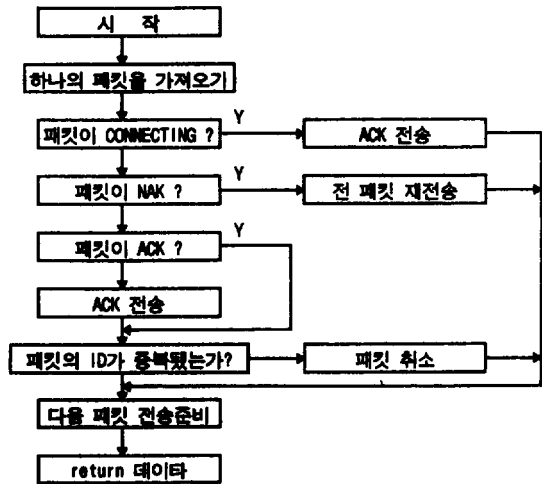 시 작
하나의 패킷을 가져오기
패킷이 CONNECTING ?
Y
ACK 전송
패킷이 NAK ?
Y
전 패킷 재전송
패킷이 ACK ?
Y
ACK 전송
패킷의 ID가 중복됐는가?
패킷 취소
다음 패킷 전송준비
return 데이타